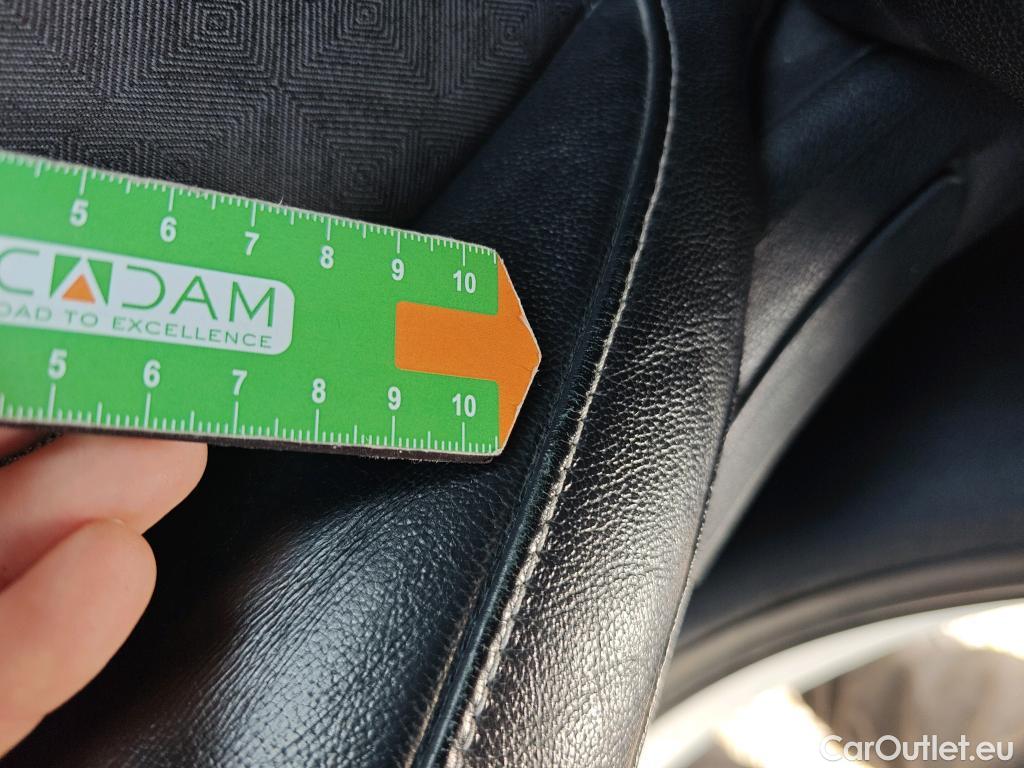 5 6 7 8 9 10
CADAM
OAD TO EXCELLENCE
5 6 7 8 9 10
CarOutlet.eu